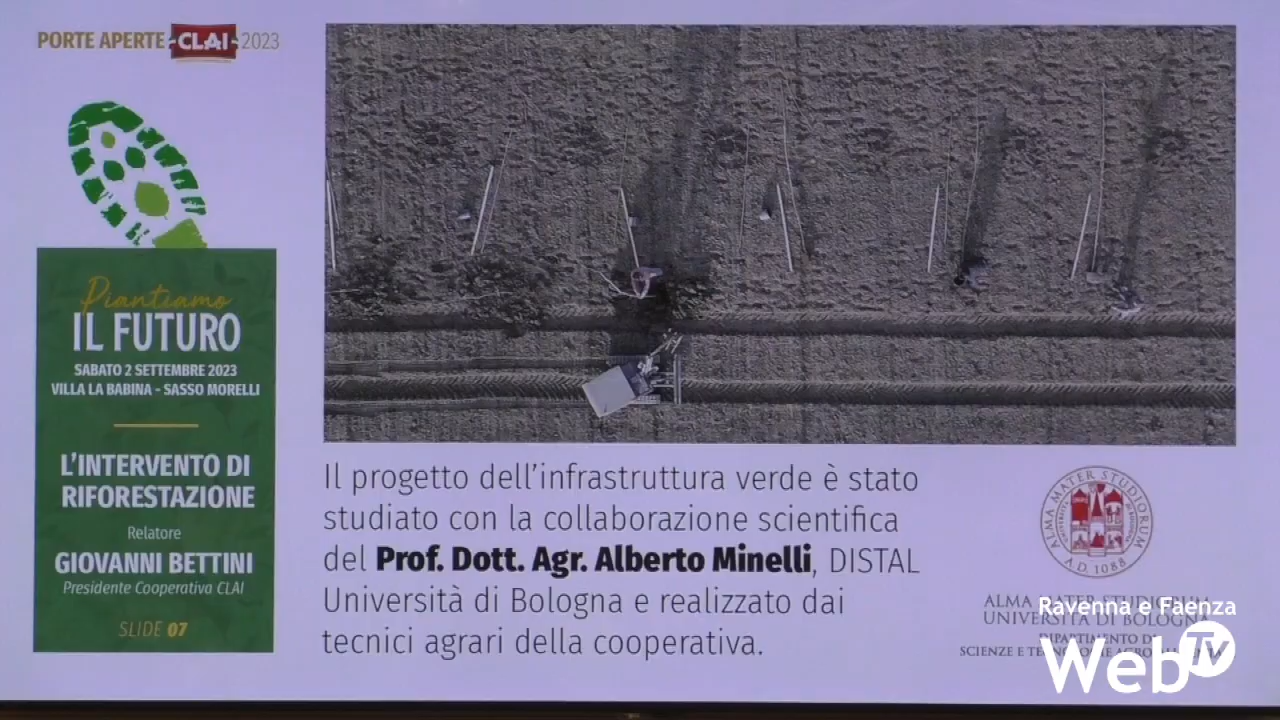 PORTE APERTE CLAI 2023
Piantiamo
IL FUTURO
SABATO 2 SETTEMBRE 2023
VILLA LA BABINA - SASSO MORELLI
L'INTERVENTO DI
RIFORESTAZIONE
Relatore
GIOVANNI BETTINI
Presidente Cooperativa CLAI
SLIDE 07
Il progetto dell'infrastruttura verde è stato
studiato con la collaborazione scientifica
del Prof. Dott. Agr. Alberto Minelli, DISTAL
Università di Bologna e realizzato dai
tecnici agrari della cooperativa.
ALMA MATER STUDIORUM
A.D. 1088
ALMA MATER STUDIORUM
UNIVERSITÀ DI BOLOGNA
DIPARTIMENTO DI
SCIENZE E
Ravenna e Faenza
Web TV